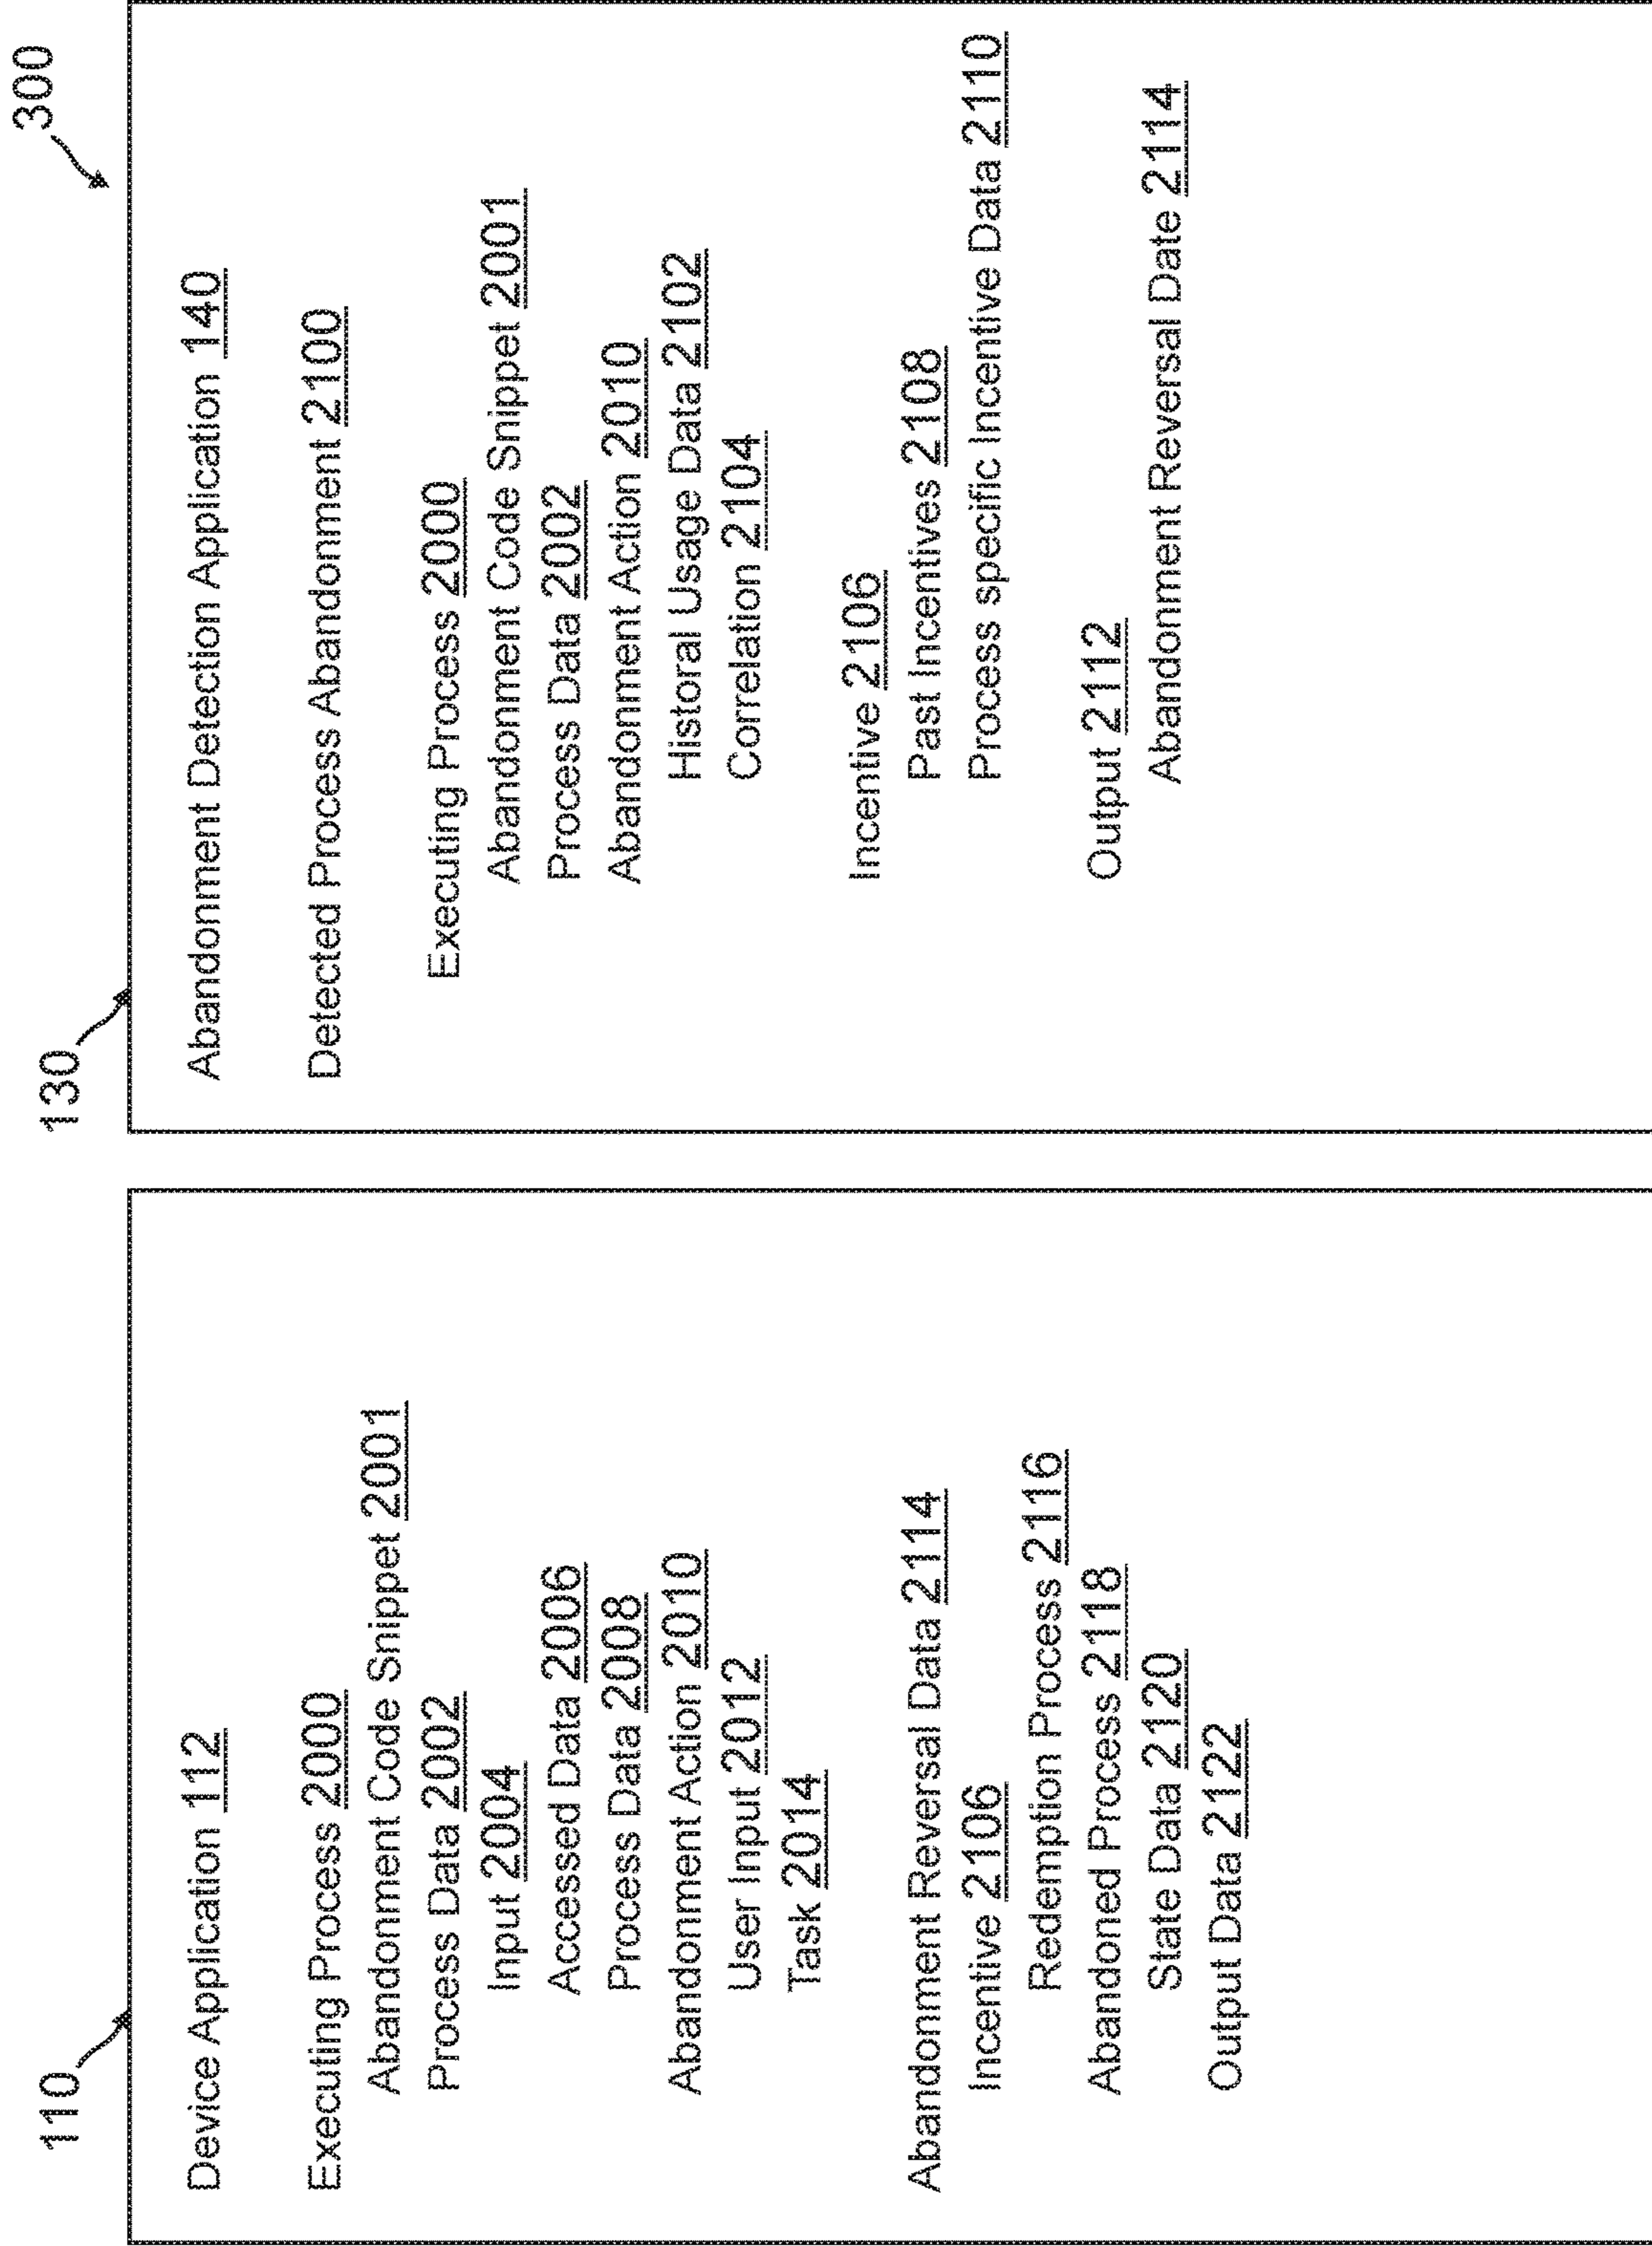 300
110
Device Application 112
Executing Process 2000
Abandonment Code Snippet 2001
Process Data 2002
Input 2004
Accessed Data 2006
Process Data 2008
Abandonment Action 2010
User Input 2012
Task 2014
Abandonment Reversal Data 2114
Incentive 2106
Redemption Process 2116
Abandoned Process 2118
State Data 2120
Output Data 2122
130
Abandonment Detection Application 140
Detected Process Abandonment 2100
Executing Process 2000
Abandonment Code Snippet 2001
Process Data 2002
Abandonment Action 2010
Historal Usage Data 2102
Correlation 2104
Incentive 2106
Past Incentives 2108
Process specific Incentive Data 2110
Output 2112
Abandonment Reversal Date 2114